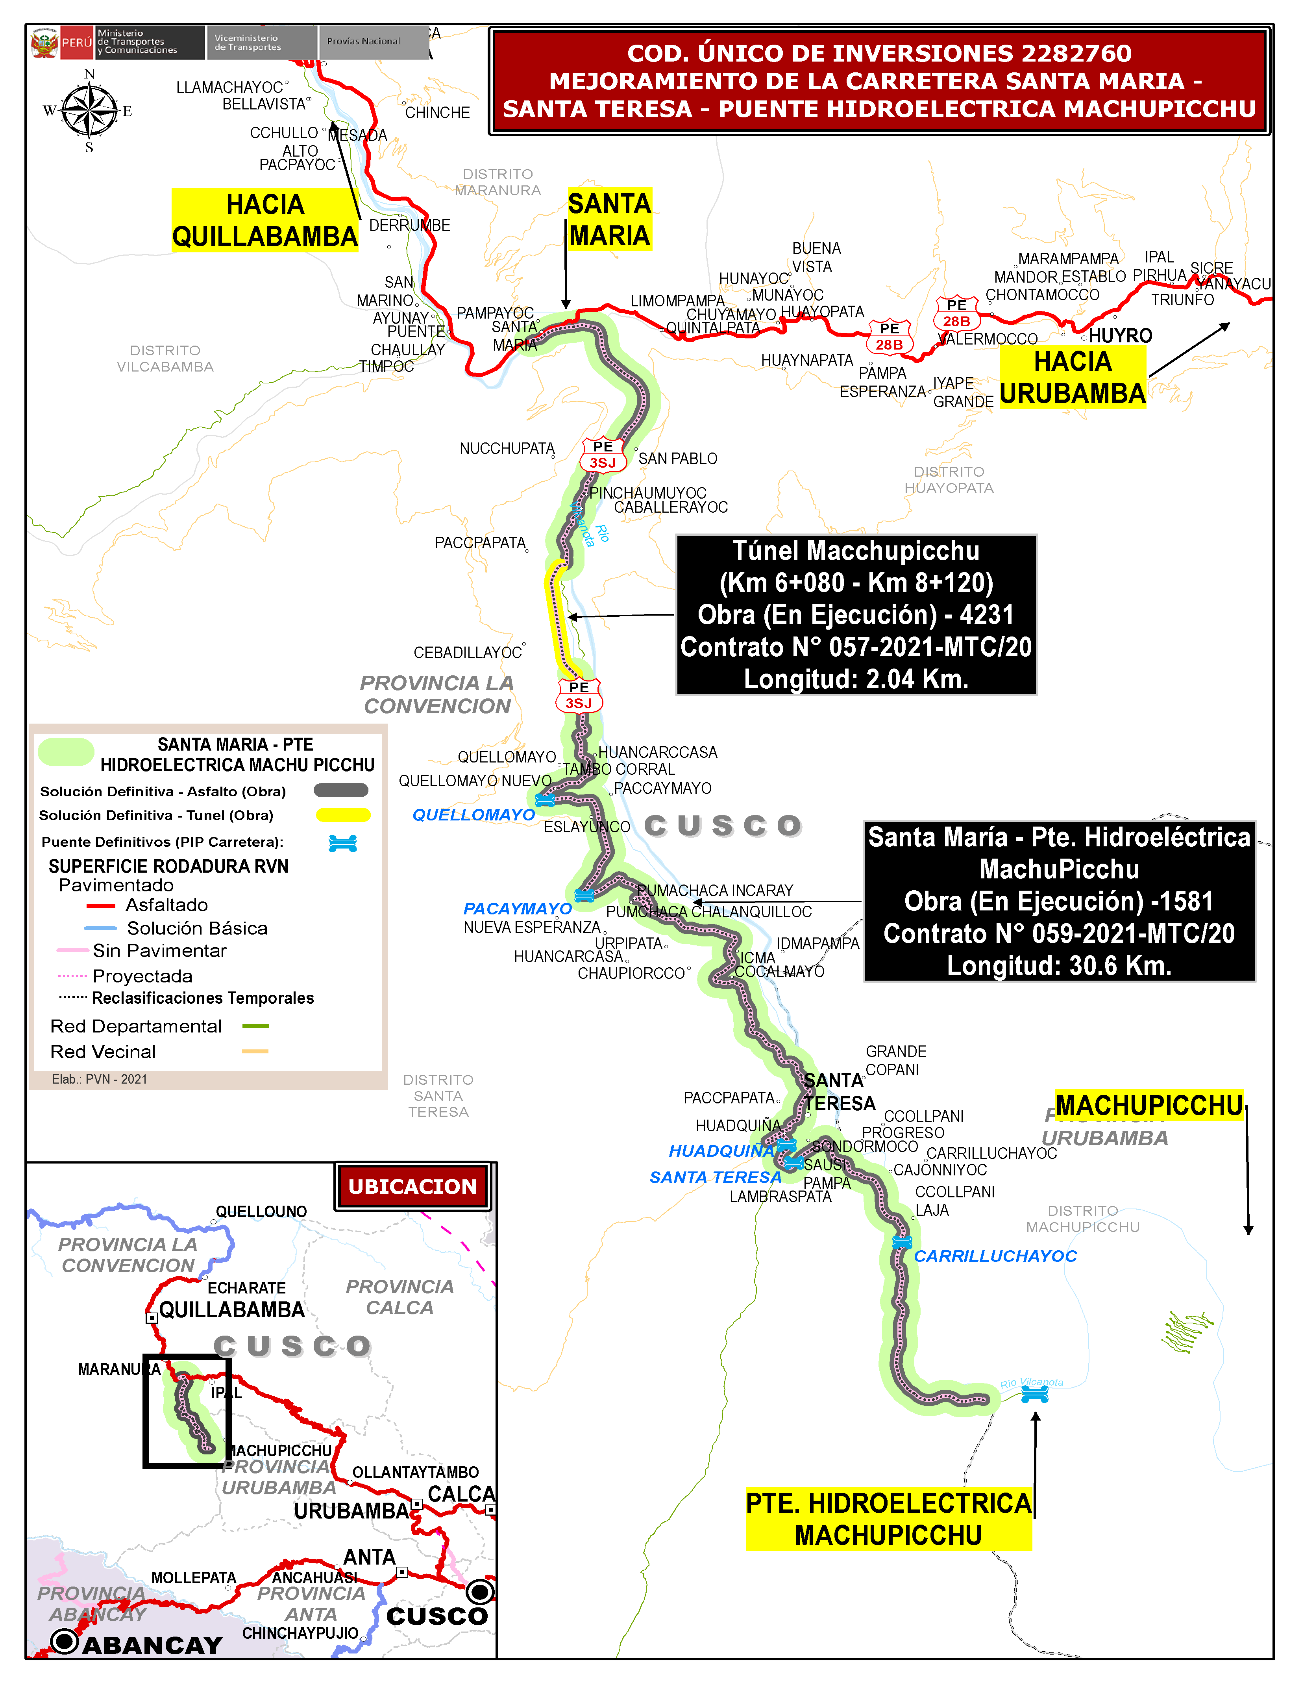 PERÚ
Ministerio
de Transportes
y Comunicaciones
Viceministerio
de Transportes
Provías Nacional
COD. ÚNICO DE INVERSIONES 2282760
MEJORAMIENTO DE LA CARRETERA SANTA MARIA -
SANTA TERESA - PUENTE HIDROELECTRICA MACHUPICCHU
N
W
E
S
LLAMACHAYOC
BELLAVISTA
CHINCHE
CCHULLO
MESADA
ALTO
PACPAYOC
DISTRITO
MARANURA
HACIA
QUILLABAMBA
DERRUMBE
SANTA
MARIA
BUENA
VISTA
HUNAYOC
MUNAYOC
MARAMPAMPA
IPAL
SICRE
MANDOR
ESTABLO
PIRHUA
YANAYACU
CHONTAMOCCO
TRIUNFO
SAN
MARINO
AYUNAY
PUENTE
CHAULLAY
TIMPOC
PAMPAYOC
SANTA
MARIA
LIMOMPAMPA
CHUYAMAYO
HUAYOPATA
QUINTALPATA
PE
28B
PE
28B
VALERMOCCO
HUYRO
HACIA
URUBAMBA
DISTRITO
VILCABAMBA
HUAYNAPATA
PAMPA
ESPERANZA
IYAPE
GRANDE
NUCCHUPATA
PE
3SJ
SAN PABLO
DISTRITO
HUAYOPATA
PINCHAUMUYOC
CABALLERAYOC
Rio
PACCPAPATA
Túnel Macchupicchu
(Km 6+080 - Km 8+120)
Obra (En Ejecución) - 4231
Contrato N° 057-2021-MTC/20
Longitud: 2.04 Km.
CEBADILLAYOC
PROVINCIA LA
CONVENCION
PE
3SJ
SANTA MARIA - PTE
HIDROELECTRICA MACHU PICCHU
Solución Definitiva - Asfalto (Obra)
Solución Definitiva - Tunel (Obra)
Puente Definitivos (PIP Carretera):
SUPERFICIE RODADURA RVN
Pavimentado
Asfaltado
Solución Básica
Sin Pavimentar
Proyectada
Reclasificaciones Temporales
Red Departamental
Red Vecinal
Elab.: PVN - 2021
QUELLOMAYO
HUANCARCCASA
TAMBO CORRAL
QUELLOMAYO NUEVO
PACCAYMAYO
QUELLOMAYO
ESLAYUNCO
CUSCO
Santa María - Pte. Hidroeléctrica
MachuPicchu
Obra (En Ejecución) -1581
Contrato N° 059-2021-MTC/20
Longitud: 30.6 Km.
PUMACHACA INCARAY
PACAYMAYO
PUMCHACA CHALANQUILLOC
NUEVA ESPERANZA
URPIPATA
IDMAPAMPA
HUANCARCASA
ICMA
CHAUPIORCCO
COCALMAYO
GRANDE
COPANI
DISTRITO
SANTA
TERESA
SANTA
TERESA
PACCPAPATA
HUADQUIÑA
CCOLLPANI
PROGRESO
SONDORMOCO
CARRILLUCHAYOC
HUADQUIÑA
SAUSI
CAJONNIYOC
SANTA TERESA
PAMPA
LAMBRASPATA
CCOLLPANI
LAJA
MACHUPICCHU
URUBAMBA
DISTRITO
MACHUPICCHU
CARRILLUCHAYOC
Rio Vilcanota
PTE. HIDROELECTRICA
MACHUPICCHU
UBICACION
QUELLOUNO
PROVINCIA LA
CONVENCION
ECHARATE
QUILLABAMBA
PROVINCIA
CALCA
CUSCO
MARANURA
IPAL
MACHUPICCHU
PROVINCIA
URUBAMBA
OLLANTAYTAMBO
CALCA
URUBAMBA
ANTA
MOLLEPATA
ANCAHUASI
PROVINCIA
ABANCAY
PROVINCIA
ANTA
CUSCO
CHINCHAYPUJIO
ABANCAY